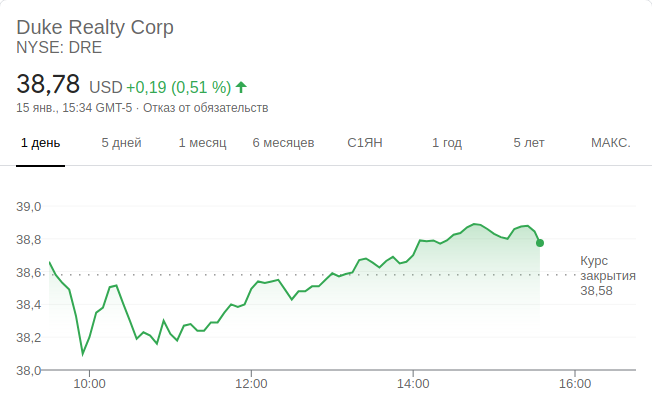 Duke Realty Corp
NYSE: DRE
38,78 USD +0,19 (0,51 %)
15 янв., 15:34 GMT-5 · Отказ от обязательств
1 день 5 дней 1 месяц 6 месяцев С1ЯН 1 год 5 лет МАКС.
39,0
38,8
38,6
38,4
38,2
38,0
Курс
закрытия
38,58
10:00 12:00 14:00 16:00